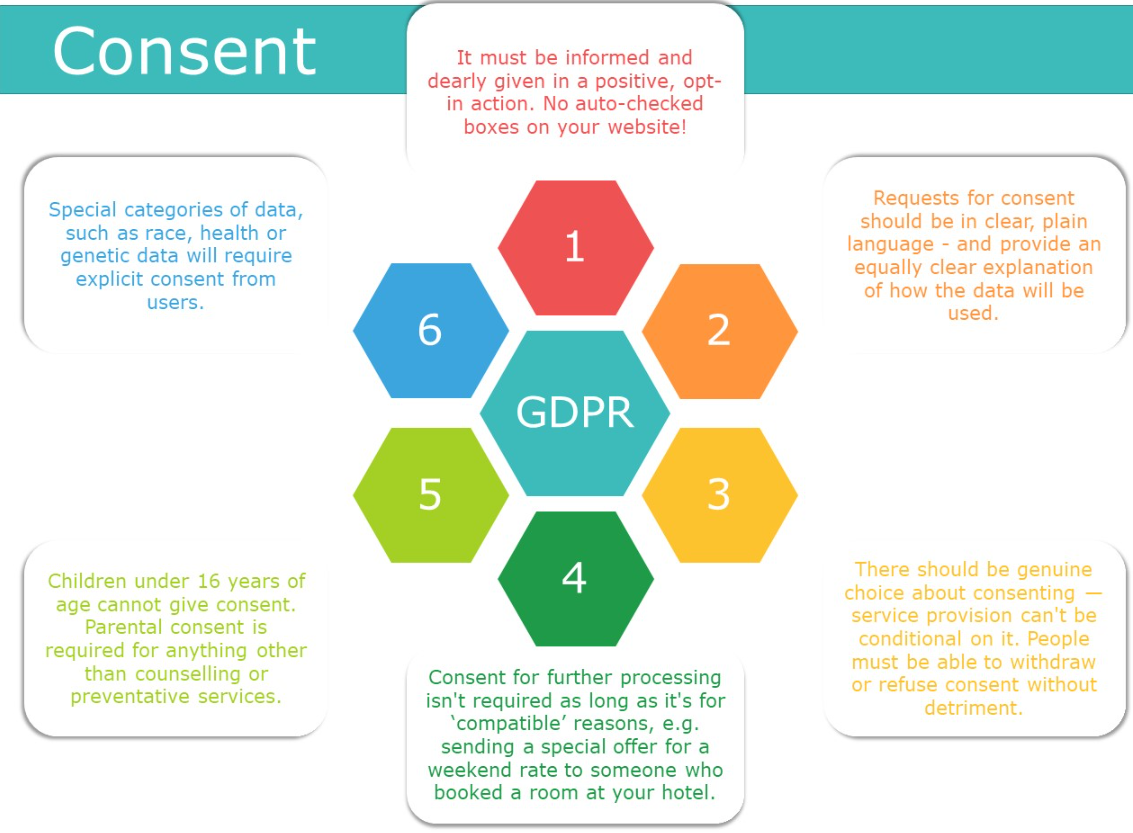 Consent
It must be informed and
dearly given in a positive, opt-
in action. No auto-checked
boxes on your website!
Special categories of data,
such as race, health or
genetic data will require
explicit consent from
users.
Requests for consent
should be in clear, plain
language - and provide an
equally clear explanation
of how the data will be
used.
1
6
2
GDPR
5
3
4
Children under 16 years of
age cannot give consent.
Parental consent is
required for anything other
than counselling or
preventative services.
There should be genuine
choice about consenting —
service provision can't be
conditional on it. People
must be able to withdraw
or refuse consent without
detriment.
Consent for further processing
isn't required as long as it's for
‘compatible’ reasons, e.g.
sending a special offer for a
weekend rate to someone who
booked a room at your hotel.